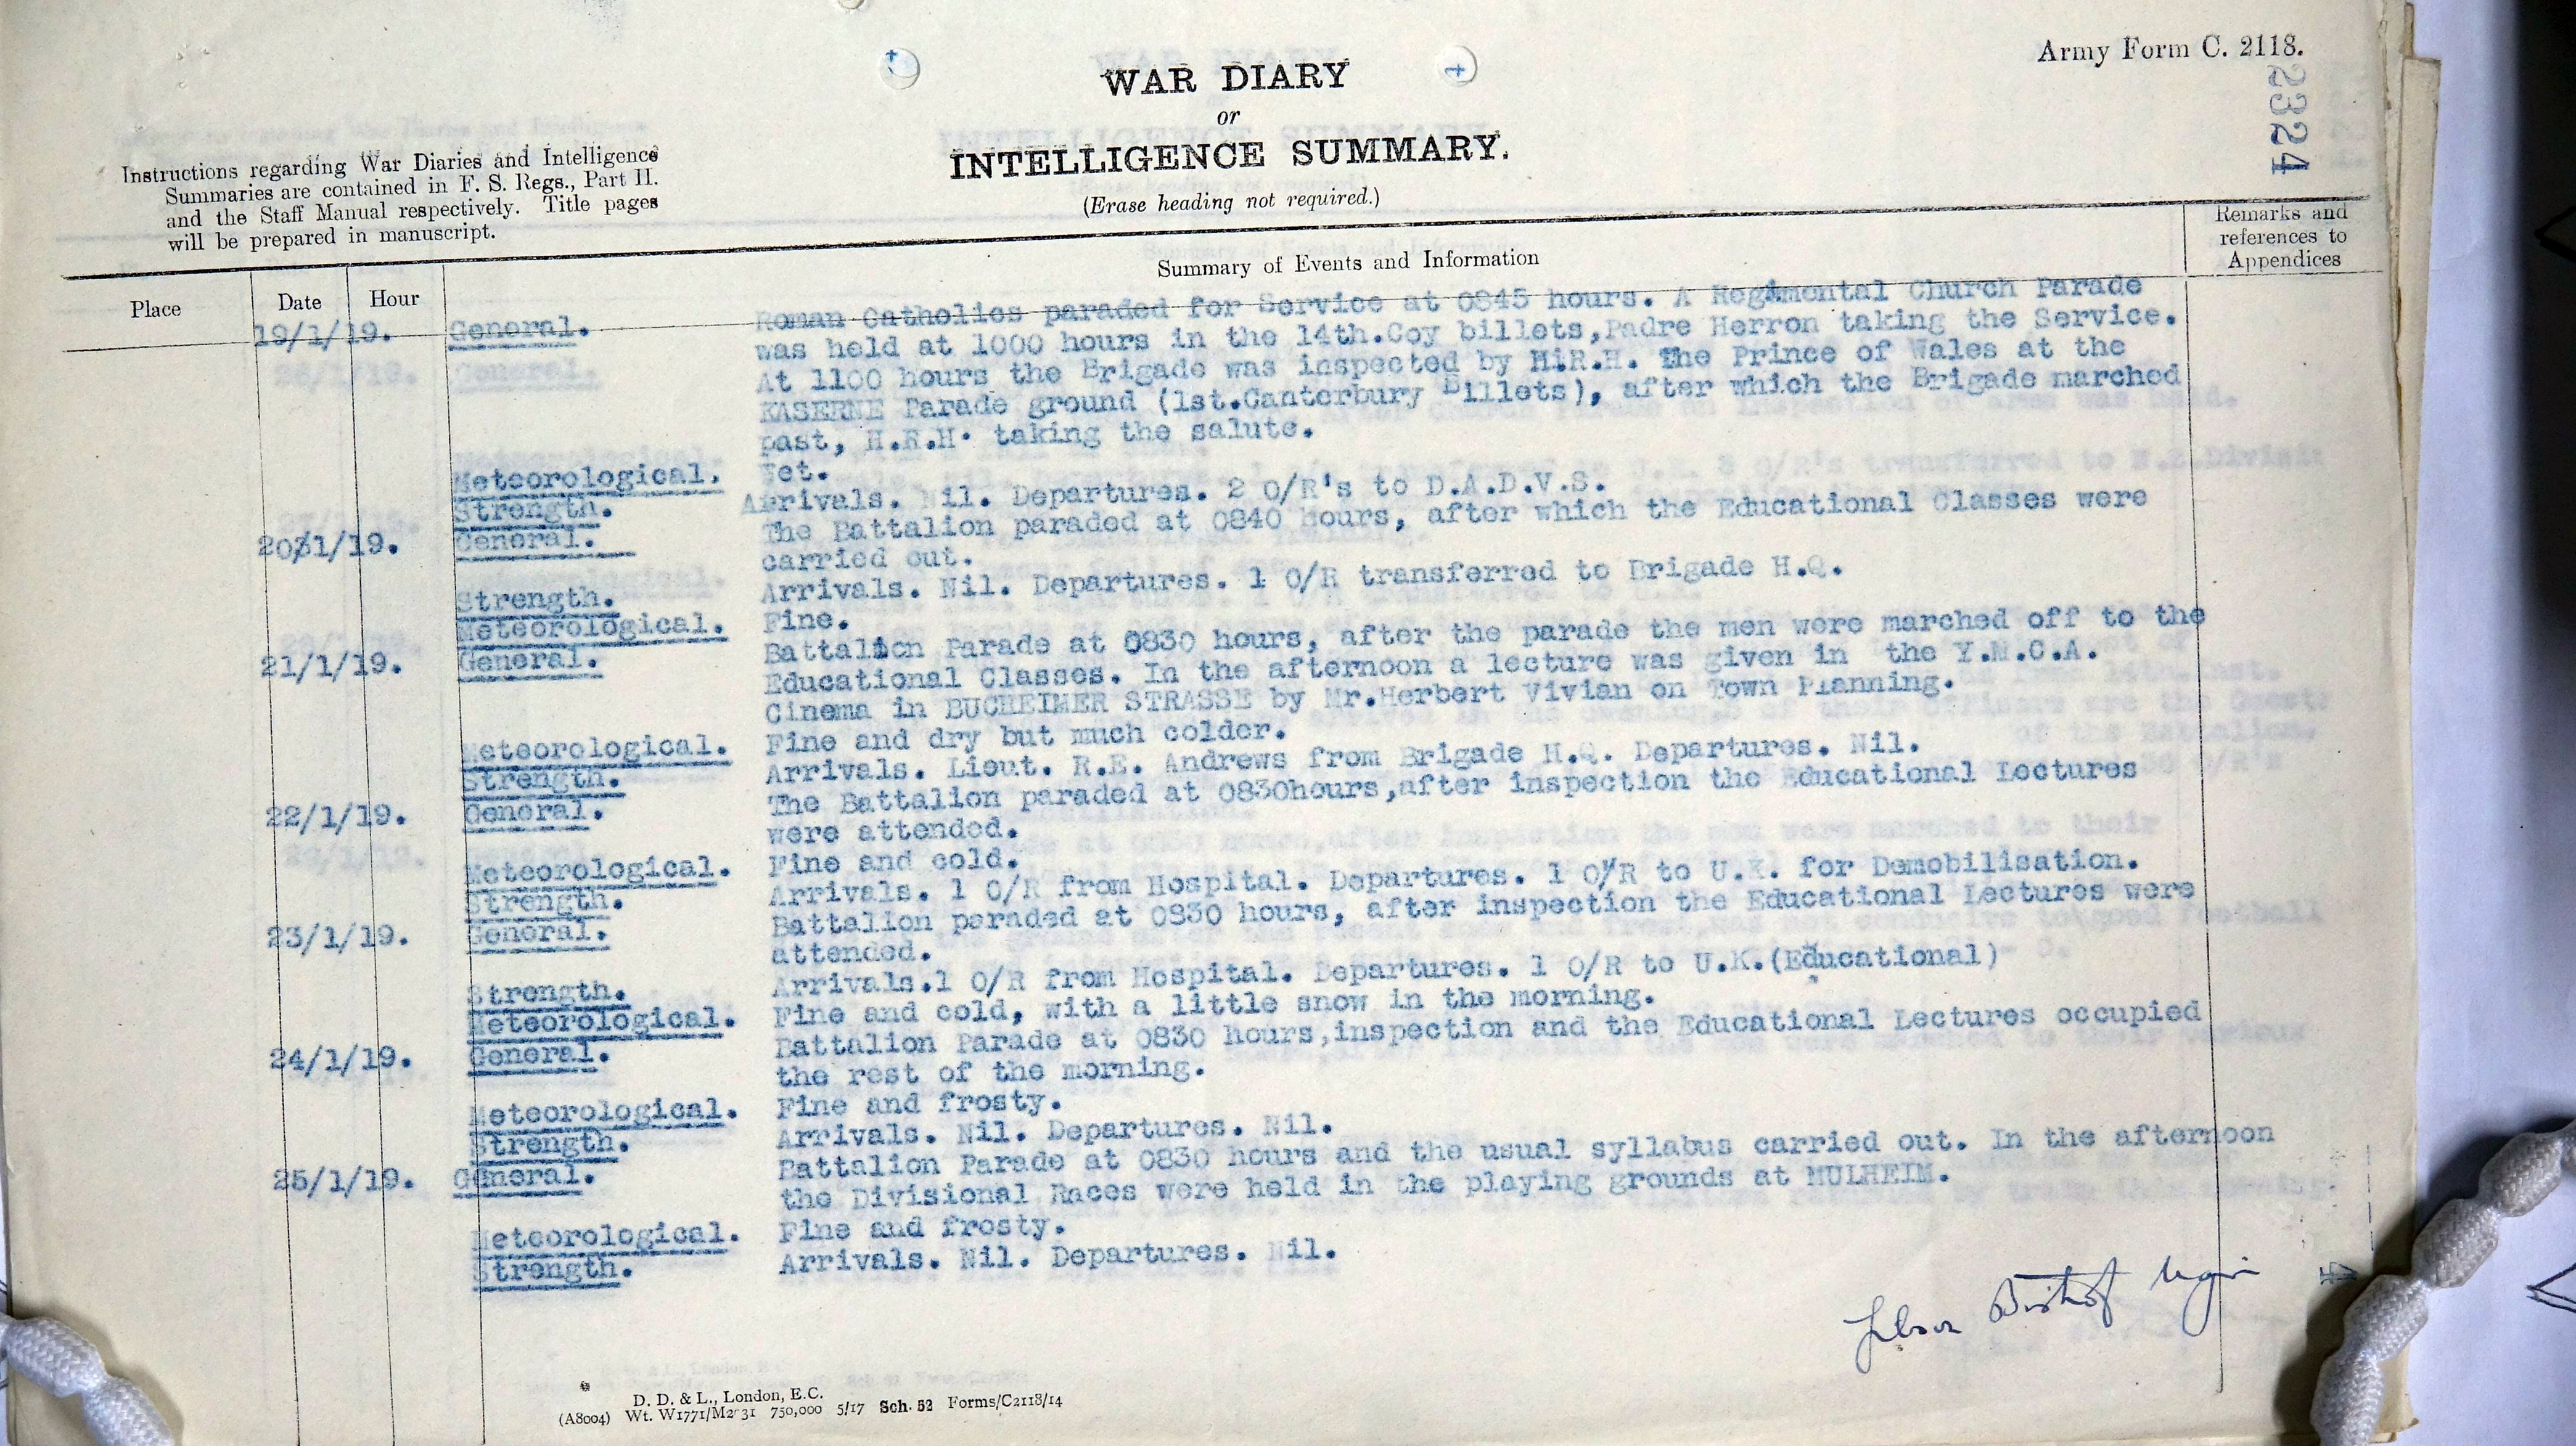 Army Form C. 2118.
2324
WAR DIARY
or
INTELLIGENCE SUMMARY.
(Erase heading not required.)
Instructions regarding War Diaries and Intelligence
Summaries are contained in F. S. Regs., Part II.
and the Staff Manual respectively. Title pages
will be prepared in manuscript.
Place Date Hour Summary of Events and Information Remarks and
references to
Appendices
19/1/19. General. Roman Catholics paraded for Service at 0845 hours. A Regimental Church Parade
was held at 1000 hours in the 14th.Coy billets,Padre Herron taking the Service.
At 1100 hours the Brigade was inspected by H.R.H. The Prince of Wales at the
KASERNE Parade ground (1st.Canterbury Billets), after which the Brigade marched
past, H.R.H. taking the salute.
Meteorological. Wet.
Strength. Arrivals. Nil. Departures. 2 O/R's to D.A.D.V.S.
20/1/19. General. The Battalion paraded at 0840 hours, after which the Educational Classes were
carried out.
Strength. Arrivals. Nil. Departures. 1 O/R transferred to Brigade H.Q.
Meteorological. Fine.
21/1/19. General. Battalion Parade at 0830 hours, after the parade the men were marched off to the
Educational Classes. In the afternoon a lecture was given in the Y.M.C.A.
Cinema in BUCHEIMER STRASSE by Mr.Herbert Vivian on Town Planning.
Meteorological. Fine and dry but much colder.
Strength. Arrivals. Lieut. R.E. Andrews from Brigade H.Q. Departures. Nil.
22/1/19. General. The Battalion paraded at 0830hours,after inspection the Educational Lectures
were attended.
Meteorological. Fine and cold.
Strength. Arrivals. 1 O/R from Hospital. Departures. 1 O/R to U.K. for Demobilisation.
23/1/19. General. Battalion paraded at 0830 hours, after inspection the Educational Lectures were
attended.
Strength. Arrivals.1 O/R from Hospital. Departures. 1 O/R to U.K.(Educational)
Meteorological. Fine and cold, with a little snow in the morning.
24/1/19. General. Battalion Parade at 0830 hours,inspection and the Educational Lectures occupied
the rest of the morning.
Meteorological. Fine and frosty.
Strength. Arrivals. Nil. Departures. Nil.
25/1/19. General. Battalion Parade at 0830 hours and the usual syllabus carried out. In the afternoon
the Divisional Races were held in the playing grounds at MULHEIM.
Meteorological. Fine and frosty.
Strength. Arrivals. Nil. Departures. Nil.
4
D. D. & L., London, E.C.
(A8004) Wt. W1771/M2031 750,000 5/17 Sch. 52 Forms/C2118/14